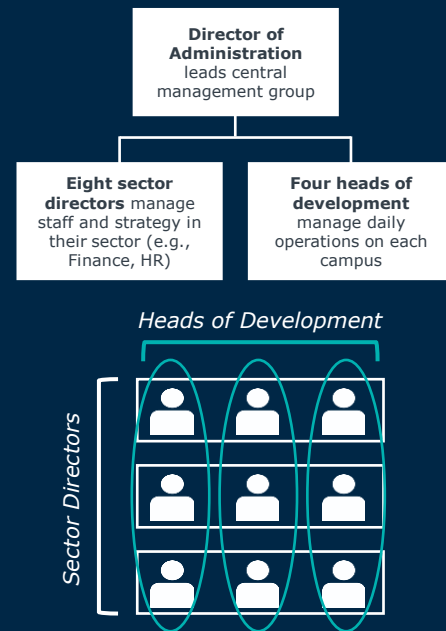 Director of
Administration
leads central
management group
Eight sector
directors manage
staff and strategy in
their sector (e.g.,
Finance, HR)
Four heads of
development
manage daily
operations on each
campus
Heads of Development
Sector Directors